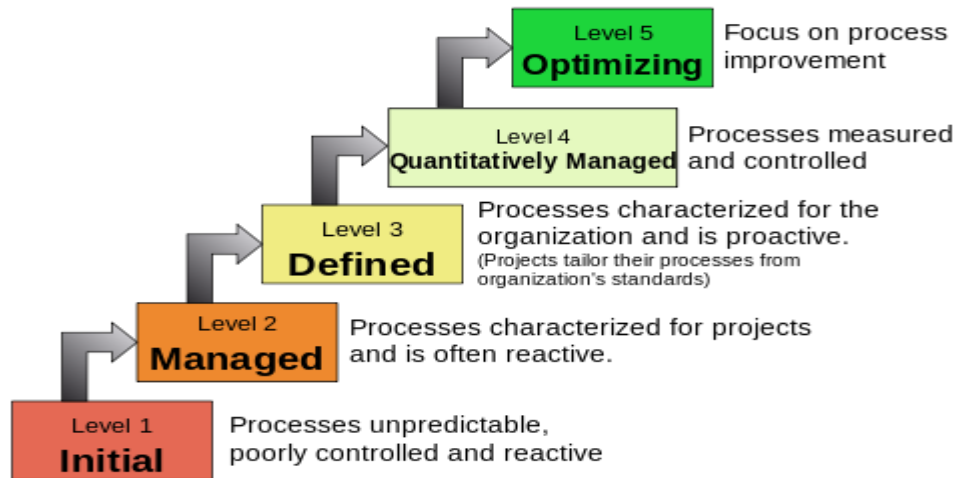 Level 5
Optimizing
Focus on process
improvement
Level 4
Quantitatively Managed
Processes measured
and controlled
Level 3
Defined
Processes characterized for the
organization and is proactive.
(Projects tailor their processes from
organization's standards)
Level 2
Managed
Processes characterized for projects
and is often reactive.
Level 1
Initial
Processes unpredictable,
poorly controlled and reactive